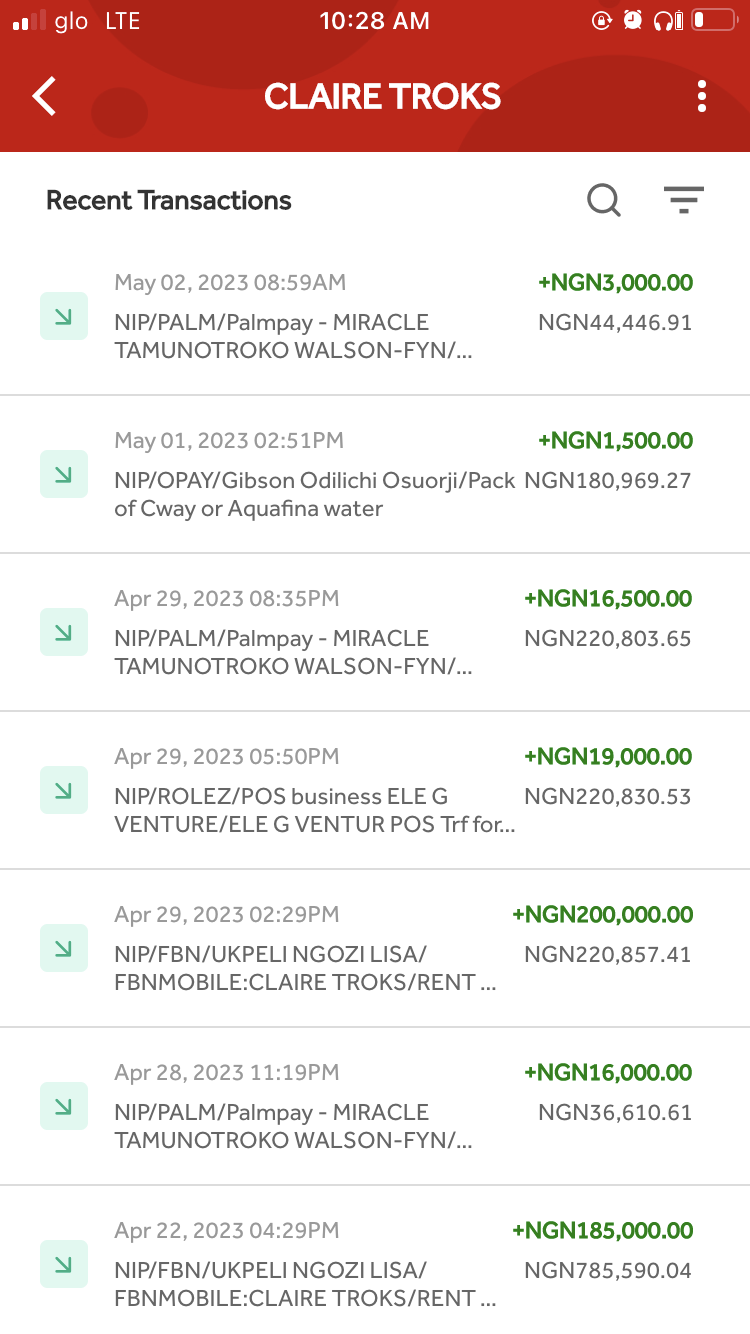 glo LTE 10:28 AM
CLAIRE TROKS
Recent Transactions
May 02, 2023 08:59AM +NGN3,000.00
NIP/PALM/Palmpay - MIRACLE NGN44,446.91
TAMUNOTROKO WALSON-FYN/...
May 01, 2023 02:51PM +NGN1,500.00
NIP/OPAY/Gibson Odilichi Osuorji/Pack NGN180,969.27
of Cway or Aquafina water
Apr 29, 2023 08:35PM +NGN16,500.00
NIP/PALM/Palmpay - MIRACLE NGN220,803.65
TAMUNOTROKO WALSON-FYN/...
Apr 29, 2023 05:50PM +NGN19,000.00
NIP/ROLEZ/POS business ELE G NGN220,830.53
VENTURE/ELE G VENTUR POS Trf for...
Apr 29, 2023 02:29PM +NGN200,000.00
NIP/FBN/UKPELI NGOZI LISA/ NGN220,857.41
FBNMOBILE:CLAIRE TROKS/RENT ...
Apr 28, 2023 11:19PM +NGN16,000.00
NIP/PALM/Palmpay - MIRACLE NGN36,610.61
TAMUNOTROKO WALSON-FYN/...
Apr 22, 2023 04:29PM +NGN185,000.00
NIP/FBN/UKPELI NGOZI LISA/ NGN785,590.04
FBNMOBILE:CLAIRE TROKS/RENT ...